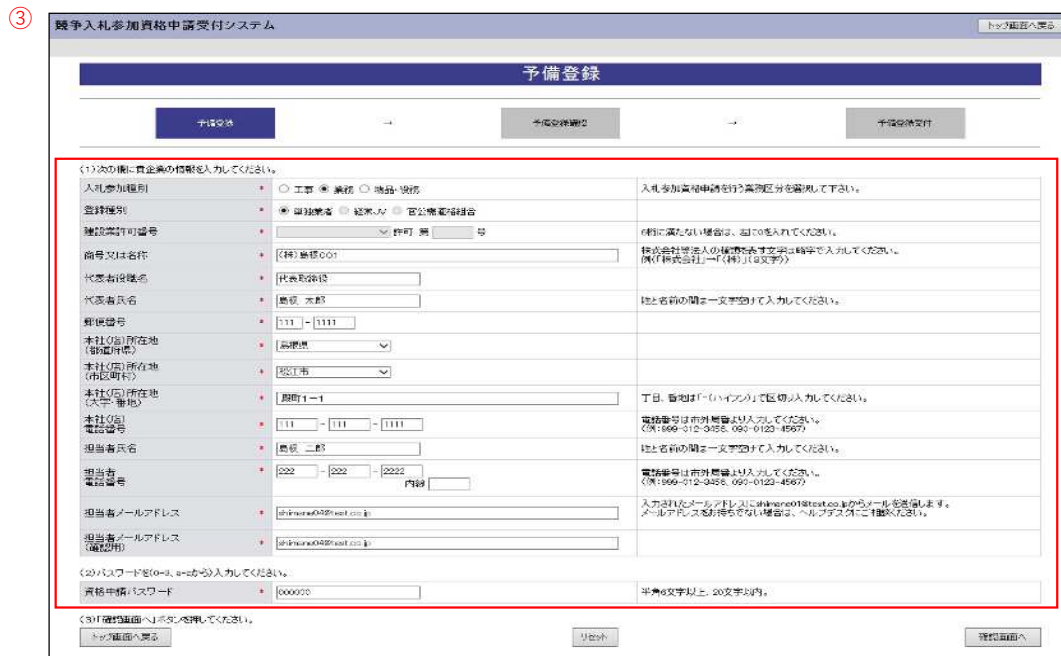 ③
競争入札参加資格申請受付システム
トップ画面へ戻る
予備登録
予備登録 → 予備登録確認 → 予備登録受付
(1)次の欄に貴企業の情報を入力してください。
入札参加種別 * 工事 業務 物品・役務 入札参加資格申請を行う業務区分を選択して下さい。
登録種別 * 単独業者 経常JV 官公需適格組合
建設業許可番号 * 許可 第 号 6桁に満たない場合は、左に0を入れてください。
商号又は名称 * (株)島根001 株式会社等法人の種類を表す文字は略字で入力してください。
例(「株式会社」→「(株)」(3文字))
代表者役職名 * 代表取締役
代表者氏名 * 島根 太郎 姓と名前の間は一文字空けて入力してください。
郵便番号 * 111 - 1111
本社(店)所在地
(都道府県) * 島根県
本社(店)所在地
(市区町村) * 松江市
本社(店)所在地
(大字・番地) * 殿町1-1 丁目、番地は「-(ハイフン)」で区切り入力してください。
本社(店)
電話番号 * 111 - 111 - 1111 電話番号は市外局番より入力してください。
(例:999-012-3456、090-0123-4567)
担当者氏名 * 島根 二郎 姓と名前の間は一文字空けて入力してください。
担当者
電話番号 * 222 - 222 - 2222 電話番号は市外局番より入力してください。
内線 (例:999-012-3456、090-0123-4567)
担当者メールアドレス * shimane04@test.co.jp 入力されたメールアドレスにshimane01@test.co.jpからメールを送信します。
メールアドレスをお持ちでない場合は、ヘルプデスクにご相談ください。
担当者メールアドレス
(確認用) * shimane04@test.co.jp
(2)パスワードを(0-9、a-zから)入力してください。
資格申請パスワード * 000000 半角6文字以上、20文字以内。
(3)「確認画面へ」ボタンを押してください。
トップ画面へ戻る リセット 確認画面へ